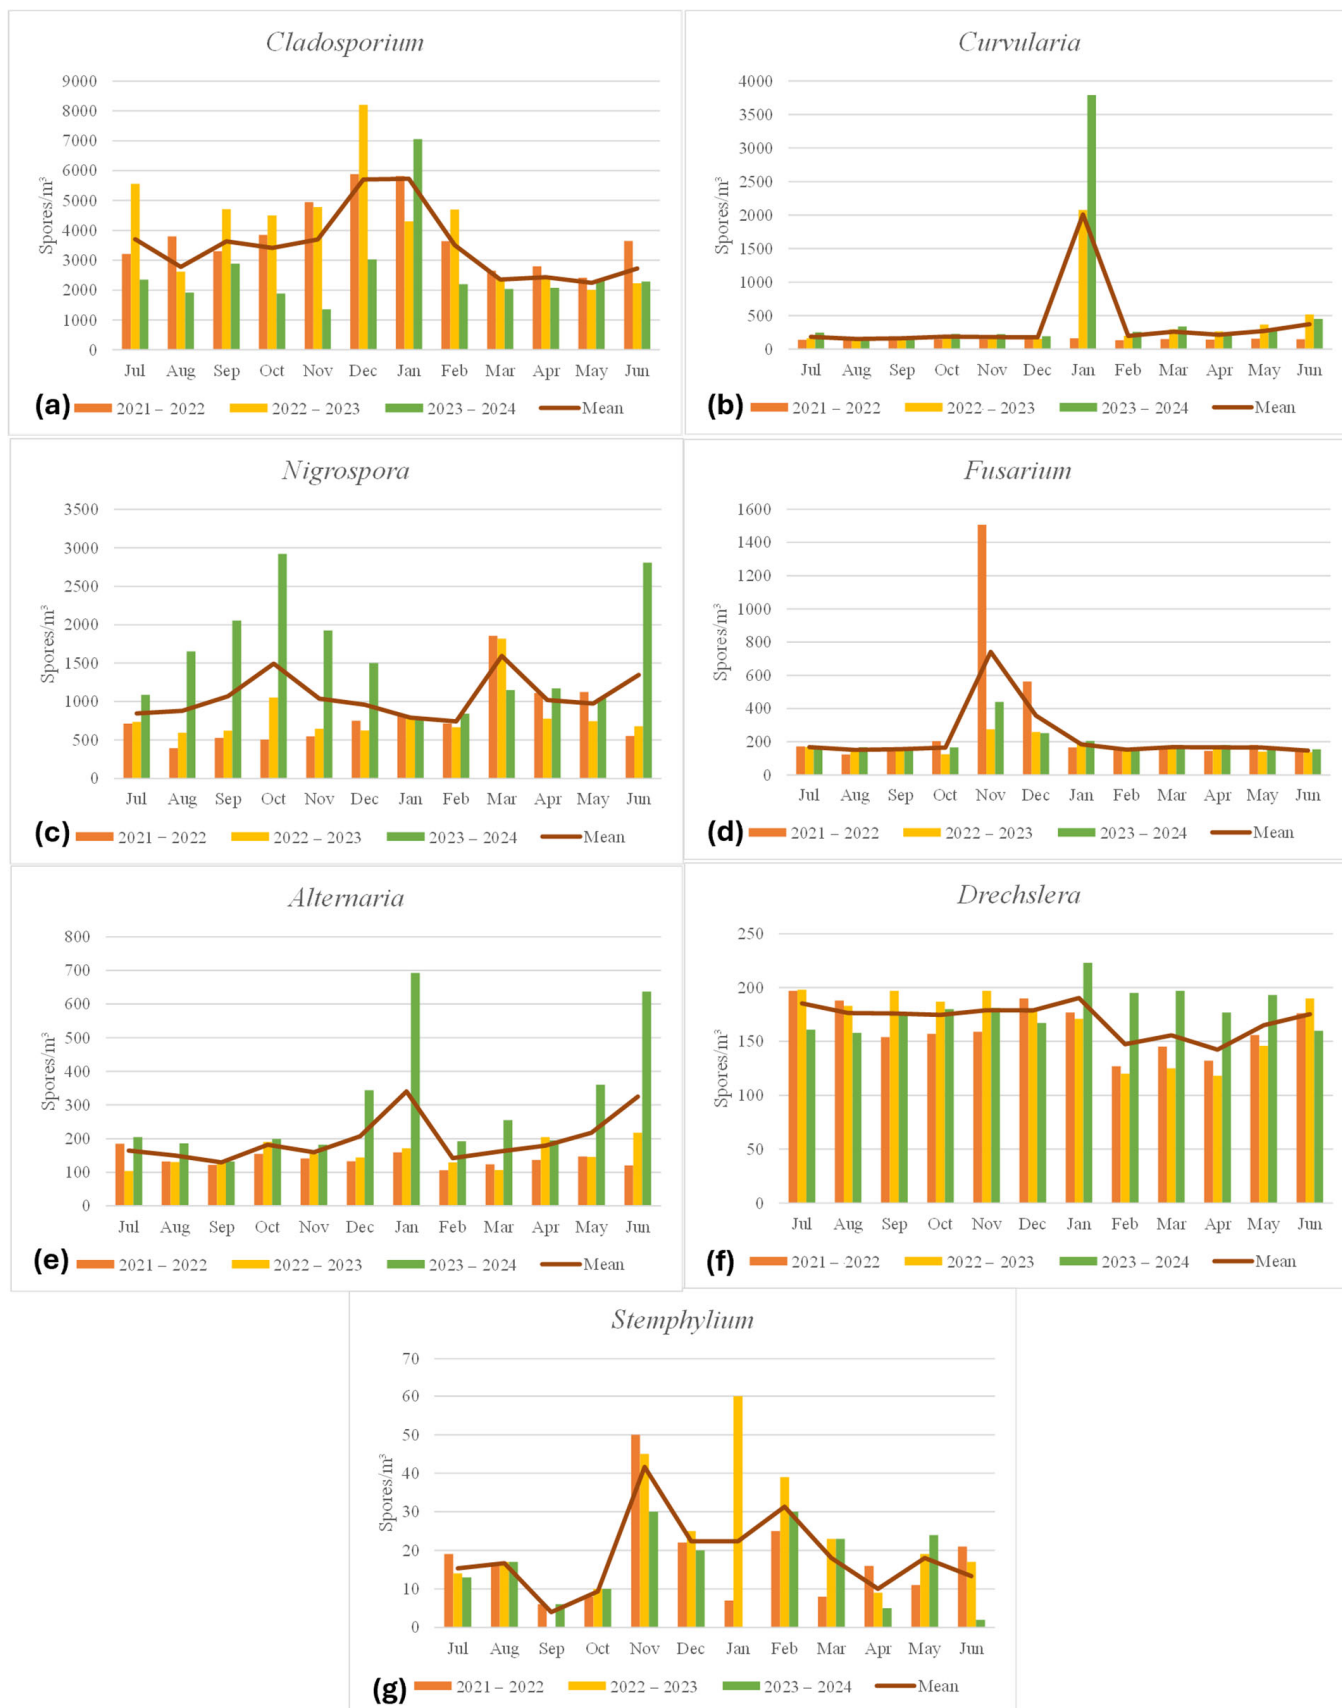 Cladosporium
9000
8000
7000
6000
5000
4000
3000
2000
1000
0
Spores/m³
Jul Aug Sep Oct Nov Dec Jan Feb Mar Apr May Jun
(a) 2021 – 2022 2022 – 2023 2023 – 2024 Mean
Curvularia
4000
3500
3000
2500
2000
1500
1000
500
0
Spores/m³
Jul Aug Sep Oct Nov Dec Jan Feb Mar Apr May Jun
(b) 2021 – 2022 2022 – 2023 2023 – 2024 Mean
Nigrospora
3500
3000
2500
2000
1500
1000
500
0
Spores/m³
Jul Aug Sep Oct Nov Dec Jan Feb Mar Apr May Jun
(c) 2021 – 2022 2022 – 2023 2023 – 2024 Mean
Fusarium
1600
1400
1200
1000
800
600
400
200
0
Spores/m³
Jul Aug Sep Oct Nov Dec Jan Feb Mar Apr May Jun
(d) 2021 – 2022 2022 – 2023 2023 – 2024 Mean
Alternaria
800
700
600
500
400
300
200
100
0
Spores/m³
Jul Aug Sep Oct Nov Dec Jan Feb Mar Apr May Jun
(e) 2021 – 2022 2022 – 2023 2023 – 2024 Mean
Drechslera
250
200
150
100
50
0
Spores/m³
Jul Aug Sep Oct Nov Dec Jan Feb Mar Apr May Jun
(f) 2021 – 2022 2022 – 2023 2023 – 2024 Mean
Stemphylium
70
60
50
40
30
20
10
0
Spores/m³
Jul Aug Sep Oct Nov Dec Jan Feb Mar Apr May Jun
(g) 2021 – 2022 2022 – 2023 2023 – 2024 Mean